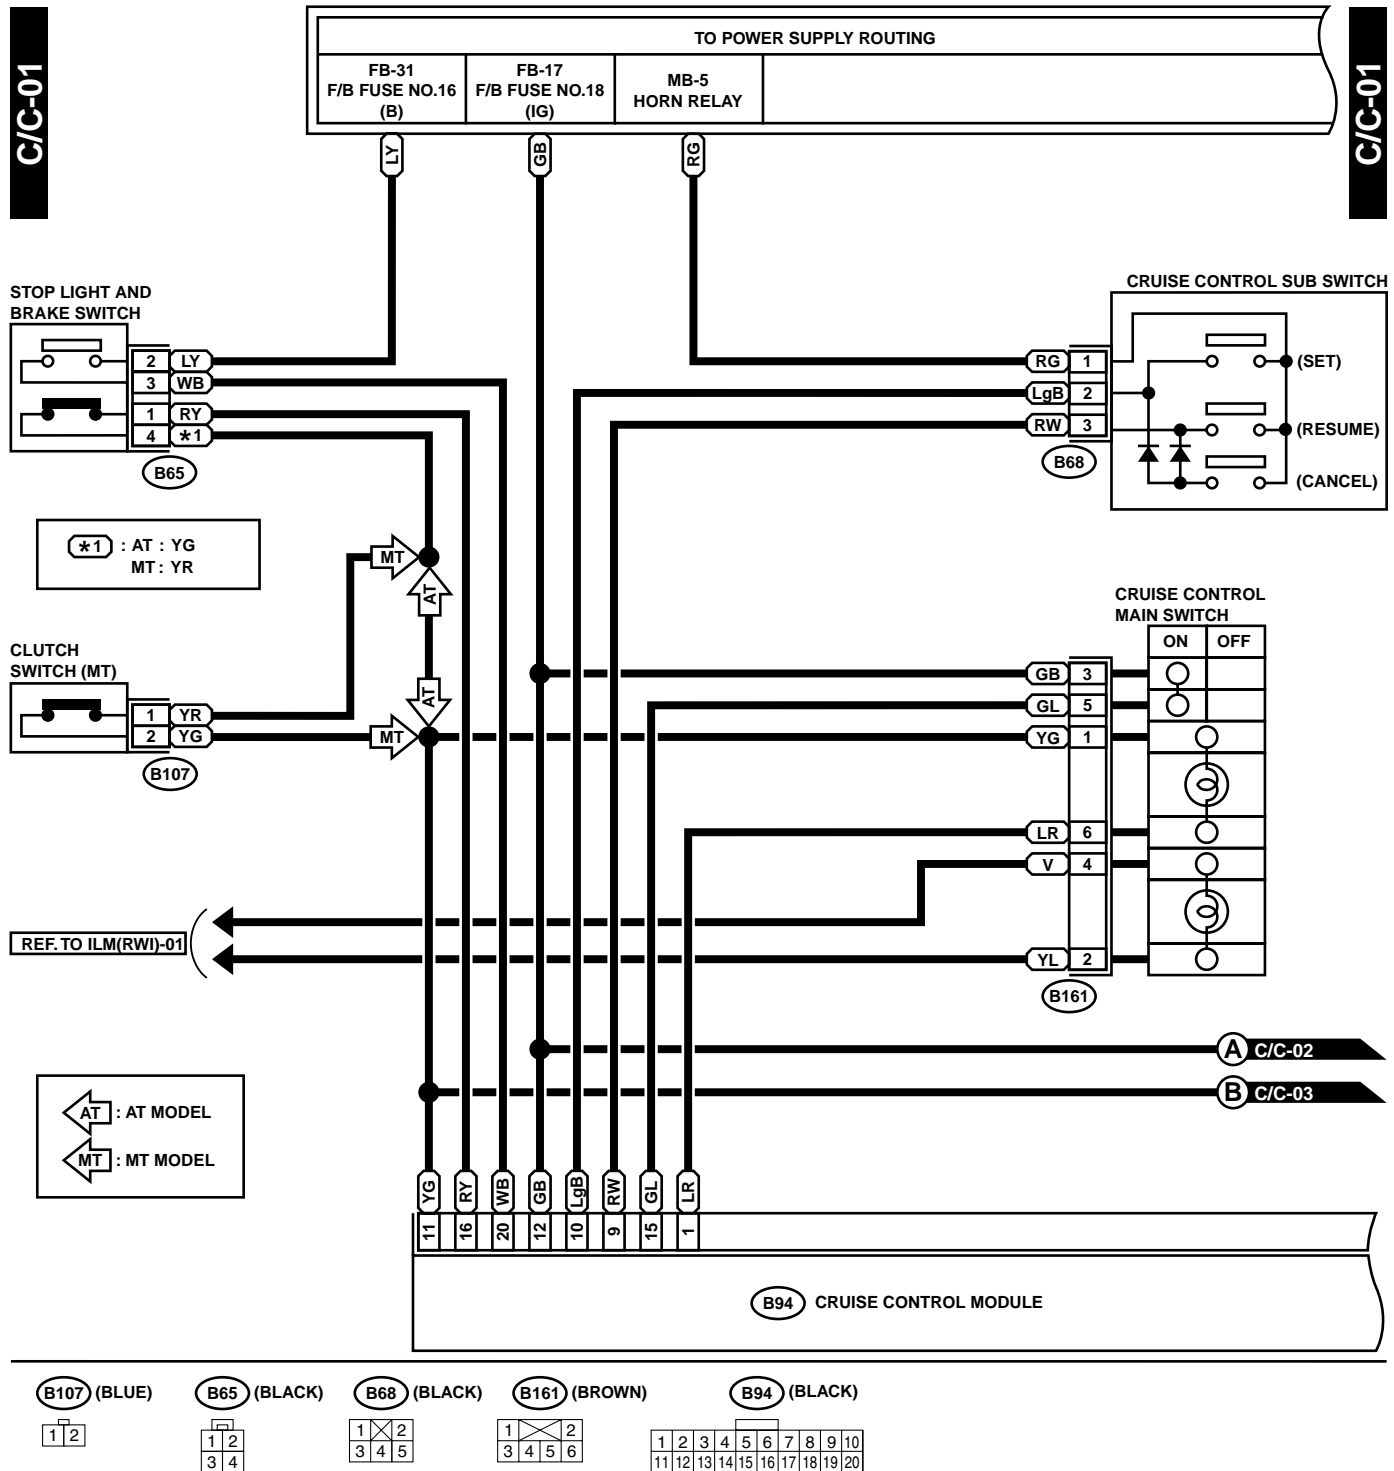 C/C-01
C/C-01
TO POWER SUPPLY ROUTING
FB-31
F/B FUSE NO.16
(B)
FB-17
F/B FUSE NO.18
(IG)
MB-5
HORN RELAY
LY
GB
RG
STOP LIGHT AND
BRAKE SWITCH
2 LY
3 WB
1 RY
4 *1
B65
CRUISE CONTROL SUB SWITCH
RG 1
LgB 2
RW 3
B68
(SET)
(RESUME)
(CANCEL)
*1 : AT : YG
MT : YR
MT
AT
AT
MT
CLUTCH
SWITCH (MT)
1 YR
2 YG
B107
CRUISE CONTROL
MAIN SWITCH
ON OFF
GB 3
GL 5
YG 1
LR 6
V 4
YL 2
B161
REF. TO ILM(RWI)-01
A C/C-02
B C/C-03
AT : AT MODEL
MT : MT MODEL
YG RY WB GB LgB RW GL LR
11 16 20 12 10 9 15 1
B94 CRUISE CONTROL MODULE
B107 (BLUE)
1 2
B65 (BLACK)
1 2
3 4
B68 (BLACK)
1 2
3 4 5
B161 (BROWN)
1 2
3 4 5 6
B94 (BLACK)
1 2 3 4 5 6 7 8 9 10
11 12 13 14 15 16 17 18 19 20